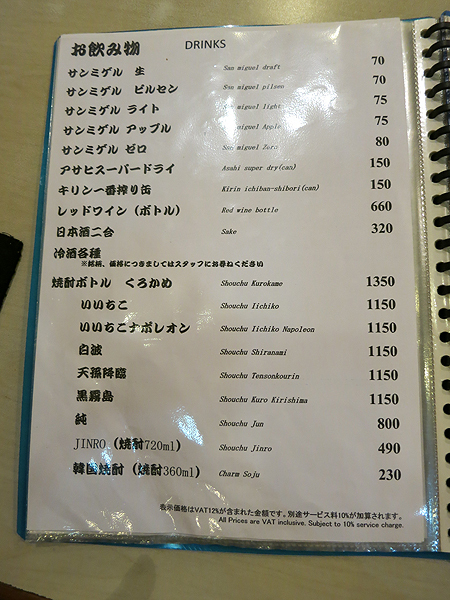 お飲み物 DRINKS
サンミゲル 生 San miguel draft 70
サンミゲル ピルセン San miguel pilsen 70
サンミゲル ライト San miguel light 75
サンミゲル アップル San miguel Apple 75
サンミゲル ゼロ San miguel Zero 80
アサヒスーパードライ Asahi super dry(can) 150
キリン一番搾り缶 Kirin ichiban-shibori(can) 150
レッドワイン (ボトル) Red wine bottle 660
日本酒二合 Sake 320
冷酒各種
※銘柄、価格につきましてはスタッフにお尋ねください
焼酎ボトル くろかめ Shouchu Kurokame 1350
いいちこ Shouchu Iichiko 1150
いいちこナポレオン Shouchu Iichiko Napoleon 1150
白波 Shouchu Shiranami 1150
天孫降臨 Shouchu Tensonkourin 1150
黒霧島 Shouchu Kuro Kirishima 1150
純 Shouchu Jun 800
JINRO (焼酎720ml) Shouchu Jinro 490
韓国焼酎 (焼酎360ml) Charm Soju 230
表示価格はVAT12%が含まれた金額です。別途サービス料10%が加算されます。
All Prices are VAT inclusive. Subject to 10% service charge.